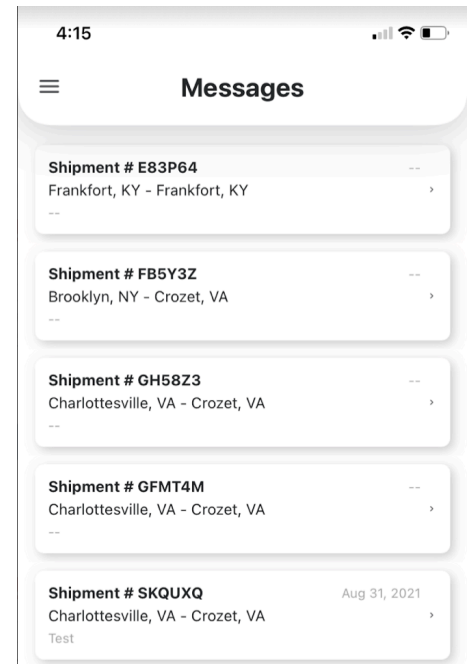 4:15
Messages
Shipment # E83P64 --
Frankfort, KY - Frankfort, KY
--
Shipment # FB5Y3Z --
Brooklyn, NY - Crozet, VA
--
Shipment # GH58Z3 --
Charlottesville, VA - Crozet, VA
--
Shipment # GFMT4M --
Charlottesville, VA - Crozet, VA
--
Shipment # SKQUXQ Aug 31, 2021
Charlottesville, VA - Crozet, VA
Test